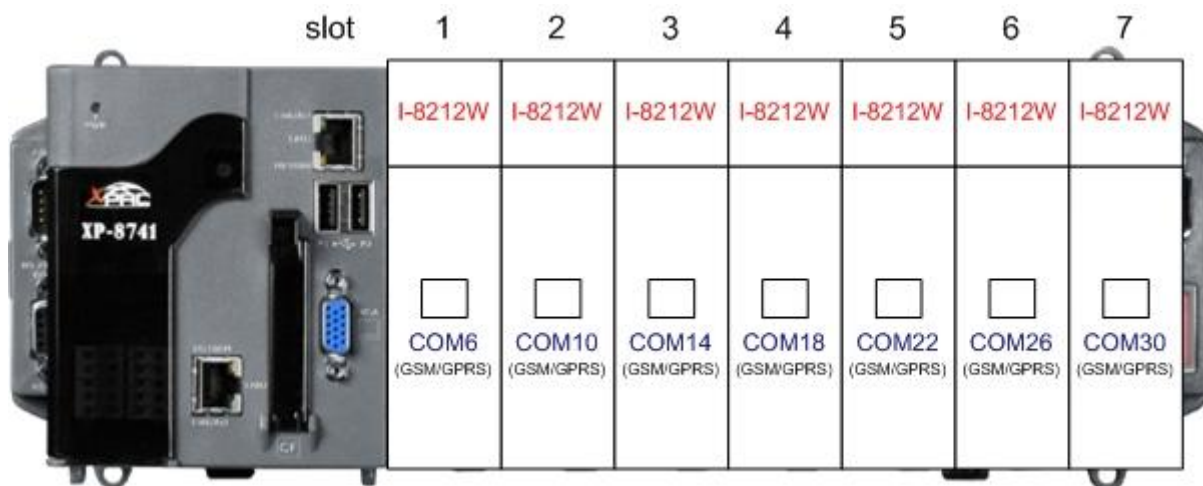 slot 1 2 3 4 5 6 7
I-8212W I-8212W I-8212W I-8212W I-8212W I-8212W I-8212W
XPAC
XP-8741
COM6 COM10 COM14 COM18 COM22 COM26 COM30
(GSM/GPRS) (GSM/GPRS) (GSM/GPRS) (GSM/GPRS) (GSM/GPRS) (GSM/GPRS) (GSM/GPRS)
CF